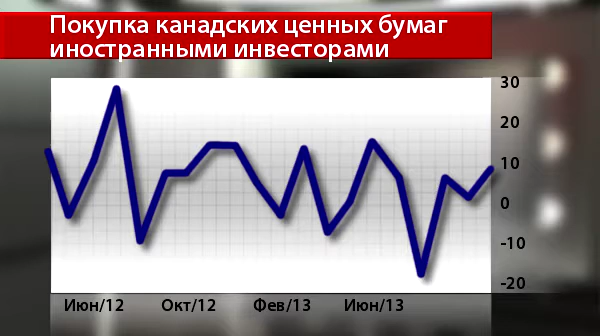 Покупка канадских ценных бумаг
иностранными инвесторами
30
20
10
0
-10
-20
Июн/12 Окт/12 Фев/13 Июн/13